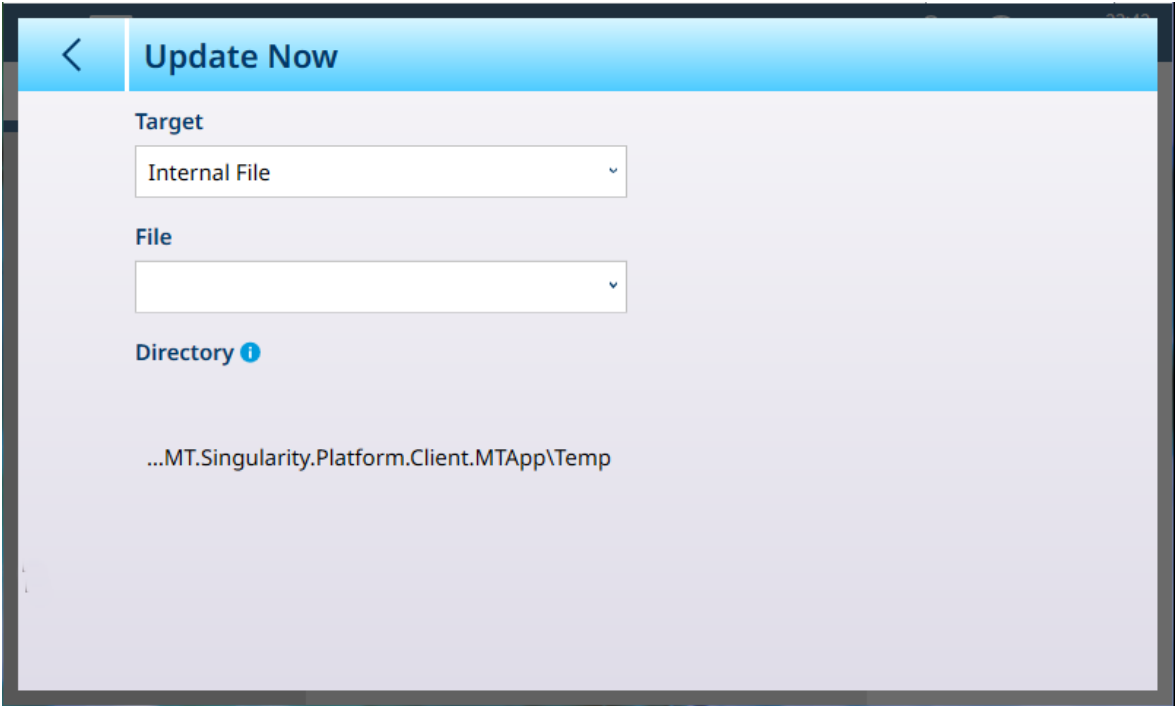 Update Now
Target
Internal File
File
Directory
...MT.Singularity.Platform.Client.MTApp\Temp